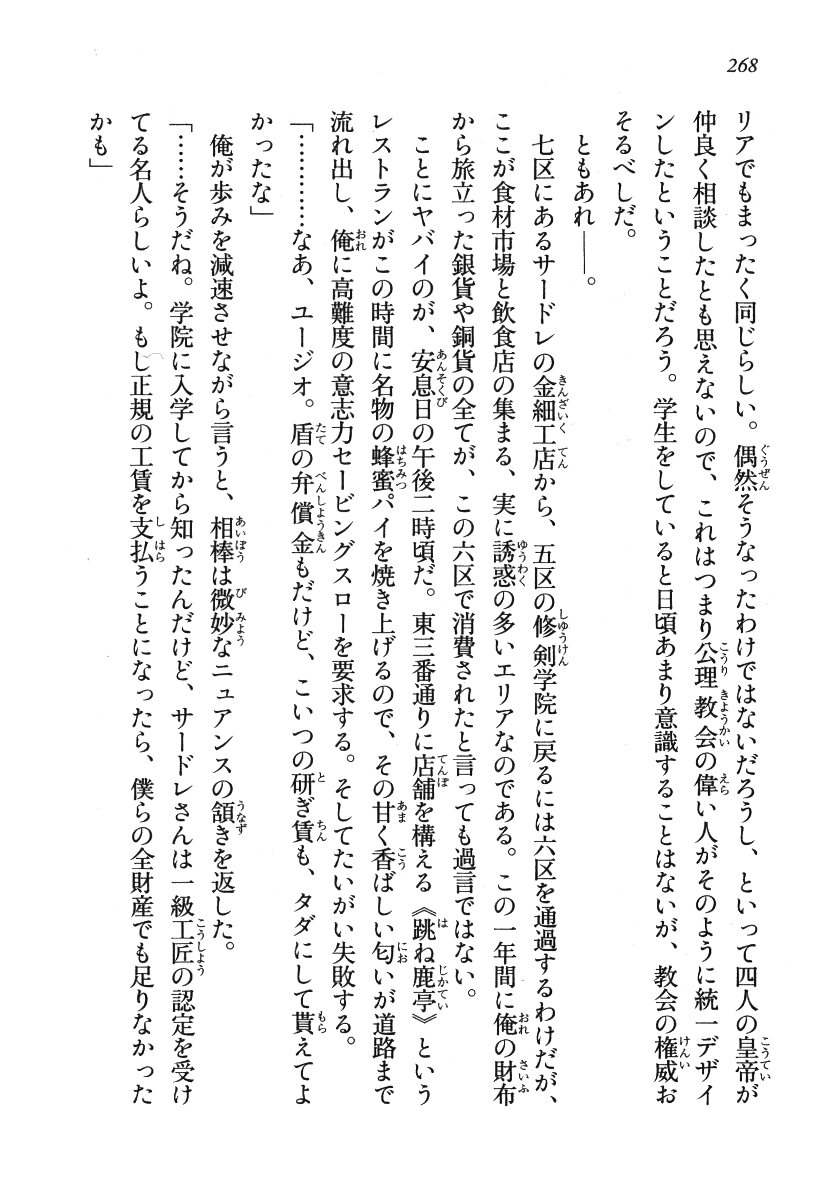 268
リアでもまったく同じらしい。偶然そうなったわけではないだろうし、といって四人の皇帝が
仲良く相談したとも思えないので、これはつまり公理教会の偉い人がそのように統一デザイ
ンしたということだろう。学生をしていると日頃あまり意識することはないが、教会の権威お
そるべしだ。
ともあれ——。
七区にあるサードレの金細工店から、五区の修剣学院に戻るには六区を通過するわけだが、
ここが食材市場と飲食店の集まる、実に誘惑の多いエリアなのである。この一年間に俺の財布
から旅立った銀貨や銅貨の全てが、この六区で消費されたと言っても過言ではない。
ことにヤバイのが、安息日の午後二時頃だ。東三番通りに店舗を構える《跳ね鹿亭》という
レストランがこの時間に名物の蜂蜜パイを焼き上げるので、その甘く香ばしい匂いが道路まで
流れ出し、俺に高難度の意志力セービングスローを要求する。そしてたいがい失敗する。
「…………なあ、ユージオ。盾の弁償金もだけど、こいつの研ぎ賃も、タダにして貰えてよ
かったな」
俺が歩みを減速させながら言うと、相棒は微妙なニュアンスの頷きを返した。
「……そうだね。学院に入学してから知ったんだけど、サードレさんは一級工匠の認定を受け
てる名人らしいよ。もし正規の工賃を支払うことになったら、僕らの全財産でも足りなかった
かも」